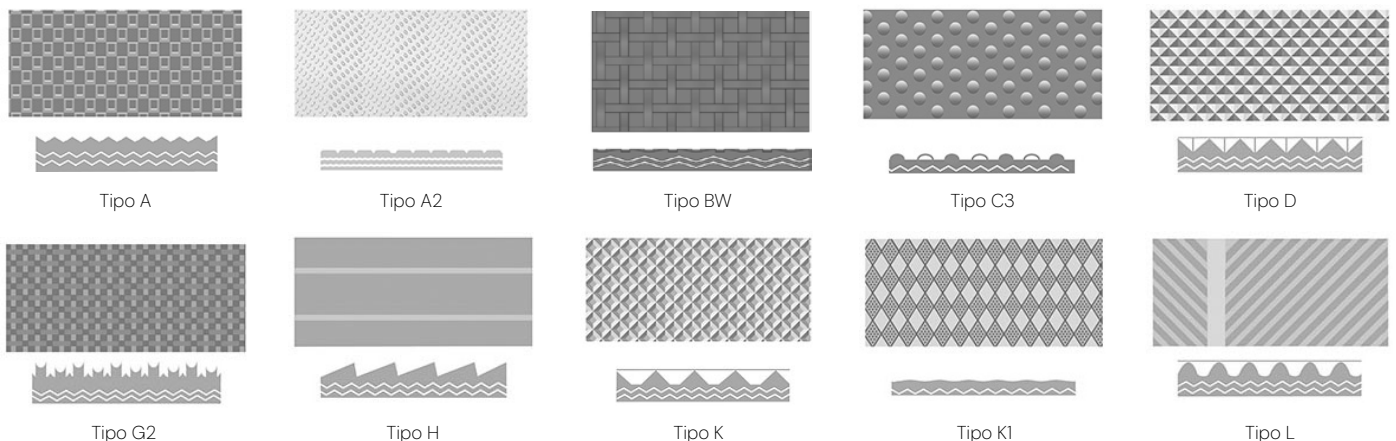 Tipo A
Tipo A2
Tipo BW
Tipo C3
Tipo D
Tipo G2
Tipo H
Tipo K
Tipo K1
Tipo L